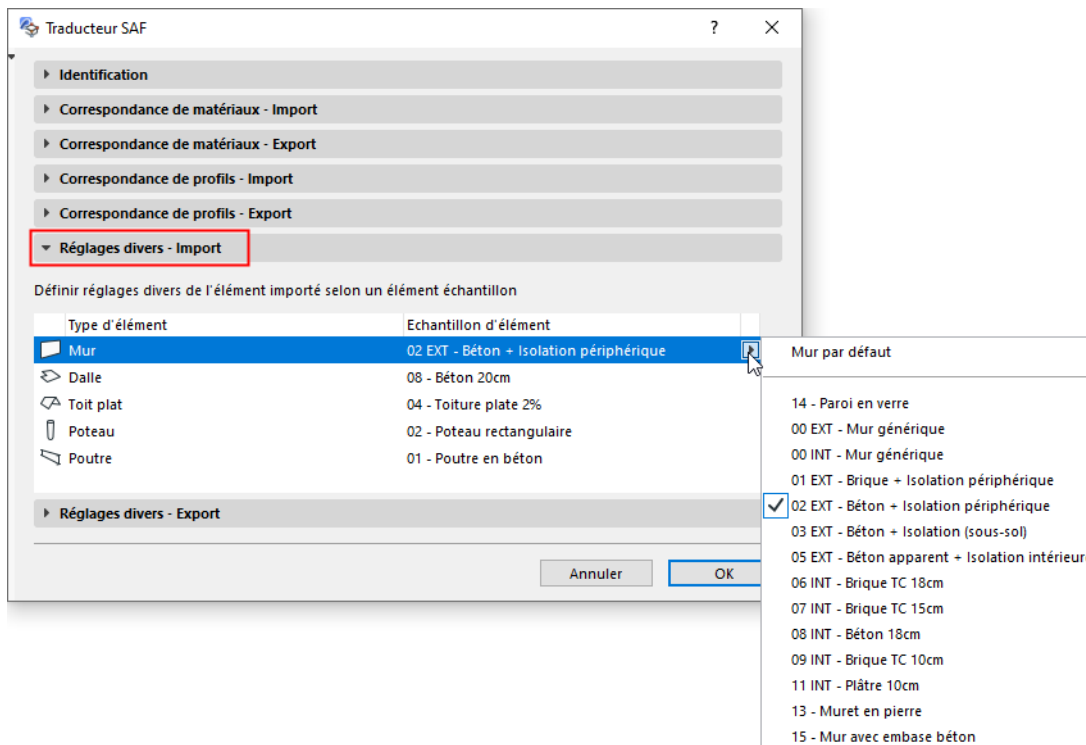 Traducteur SAF
?
Identification
Correspondance de matériaux - Import
Correspondance de matériaux - Export
Correspondance de profils - Import
Correspondance de profils - Export
Réglages divers - Import
Définir réglages divers de l'élément importé selon un élément échantillon
Type d'élément Echantillon d'élément
Mur 02 EXT - Béton + Isolation périphérique
Dalle 08 - Béton 20cm
Toit plat 04 - Toiture plate 2%
Poteau 02 - Poteau rectangulaire
Poutre 01 - Poutre en béton
Réglages divers - Export
Annuler OK
Mur par défaut
14 - Paroi en verre
00 EXT - Mur générique
00 INT - Mur générique
01 EXT - Brique + Isolation périphérique
02 EXT - Béton + Isolation périphérique
03 EXT - Béton + Isolation (sous-sol)
05 EXT - Béton apparent + Isolation intérieur
06 INT - Brique TC 18cm
07 INT - Brique TC 15cm
08 INT - Béton 18cm
09 INT - Brique TC 10cm
11 INT - Plâtre 10cm
13 - Muret en pierre
15 - Mur avec embase béton